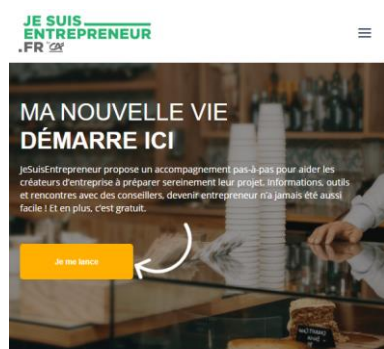 JE SUIS
ENTREPRENEUR
.FR CA
MA NOUVELLE VIE
DÉMARRE ICI
JeSuisEntrepreneur propose un accompagnement pas-à-pas pour aider les
créateurs d'entreprise à préparer sereinement leur projet. Informations, outils
et rencontres avec des conseillers, devenir entrepreneur n'a jamais été aussi
facile ! Et en plus, c'est gratuit.
Je me lance